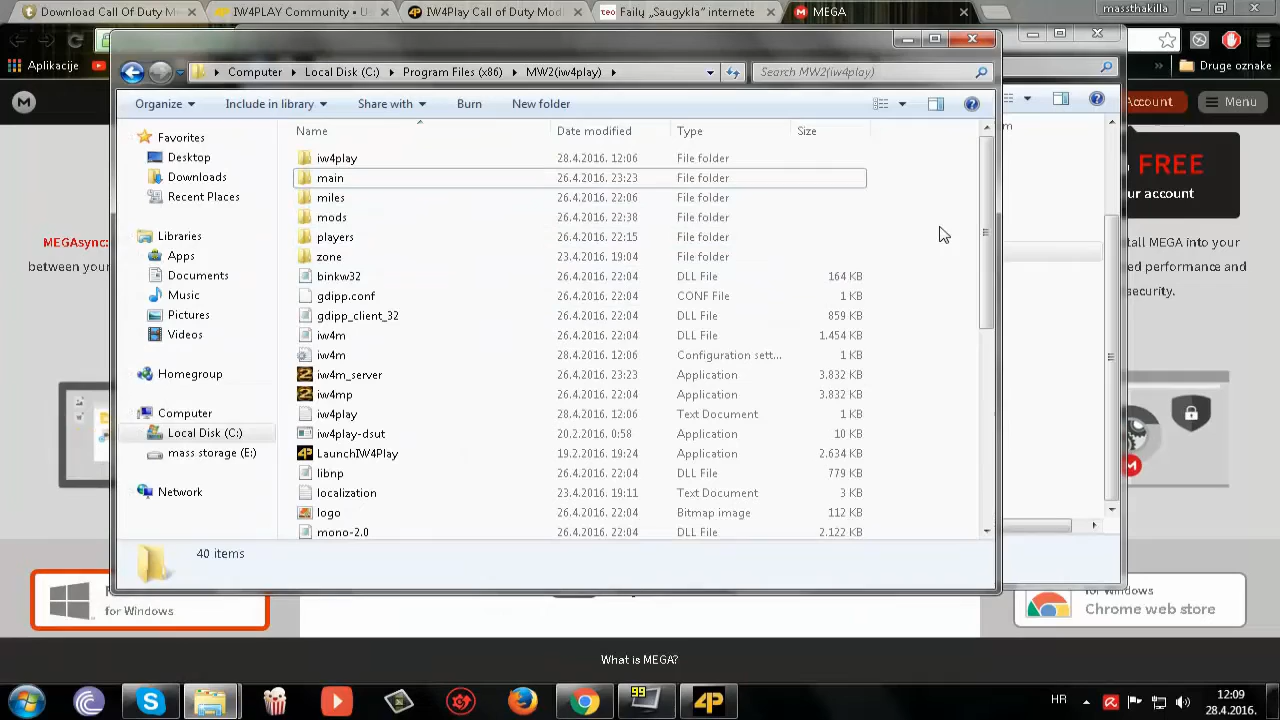 Download Call Of Duty M
IW4PLAY Community • U
IW4Play Call of Duty Mod
teo Failu „Saugykla" internete
MEGA
massthakilla
Aplikacije
Druge oznake
Computer
Local Disk (C:)
Program Files (x86)
MW2(iw4play)
Search MW2(iw4play)
Organize
Include in library
Share with
Burn
New folder
Account
Menu
Name
Date modified
Type
Size
Favorites
Desktop
Downloads
Recent Places
Libraries
Apps
Documents
Music
Pictures
Videos
Homegroup
Computer
Local Disk (C:)
mass storage (E:)
Network
iw4play 28.4.2016. 12:06 File folder
main 26.4.2016. 23:23 File folder
miles 26.4.2016. 22:06 File folder
mods 26.4.2016. 22:38 File folder
players 26.4.2016. 22:15 File folder
zone 23.4.2016. 19:04 File folder
binkw32 26.4.2016. 22:04 DLL File 164 KB
gdipp.conf 26.4.2016. 22:04 CONF File 1 KB
gdipp_client_32 26.4.2016. 22:04 DLL File 859 KB
iw4m 26.4.2016. 22:04 DLL File 1.454 KB
iw4m 28.4.2016. 12:06 Configuration sett... 1 KB
iw4m_server 26.4.2016. 23:23 Application 3.832 KB
iw4mp 26.4.2016. 22:04 Application 3.832 KB
iw4play 28.4.2016. 12:06 Text Document 1 KB
iw4play-dsut 20.2.2016. 0:58 Application 10 KB
LaunchIW4Play 19.2.2016. 19:24 Application 2.634 KB
libnp 26.4.2016. 22:04 DLL File 779 KB
localization 23.4.2016. 19:11 Text Document 3 KB
logo 26.4.2016. 22:04 Bitmap image 112 KB
mono-2.0 26.4.2016. 22:04 DLL File 2.122 KB
40 items
FREE
ur account
MEGAsync:
between your
tall MEGA into your
ed performance and
security.
for Windows
for Windows
Chrome web store
What is MEGA?
99
4P
HR
12:09
28.4.2016.